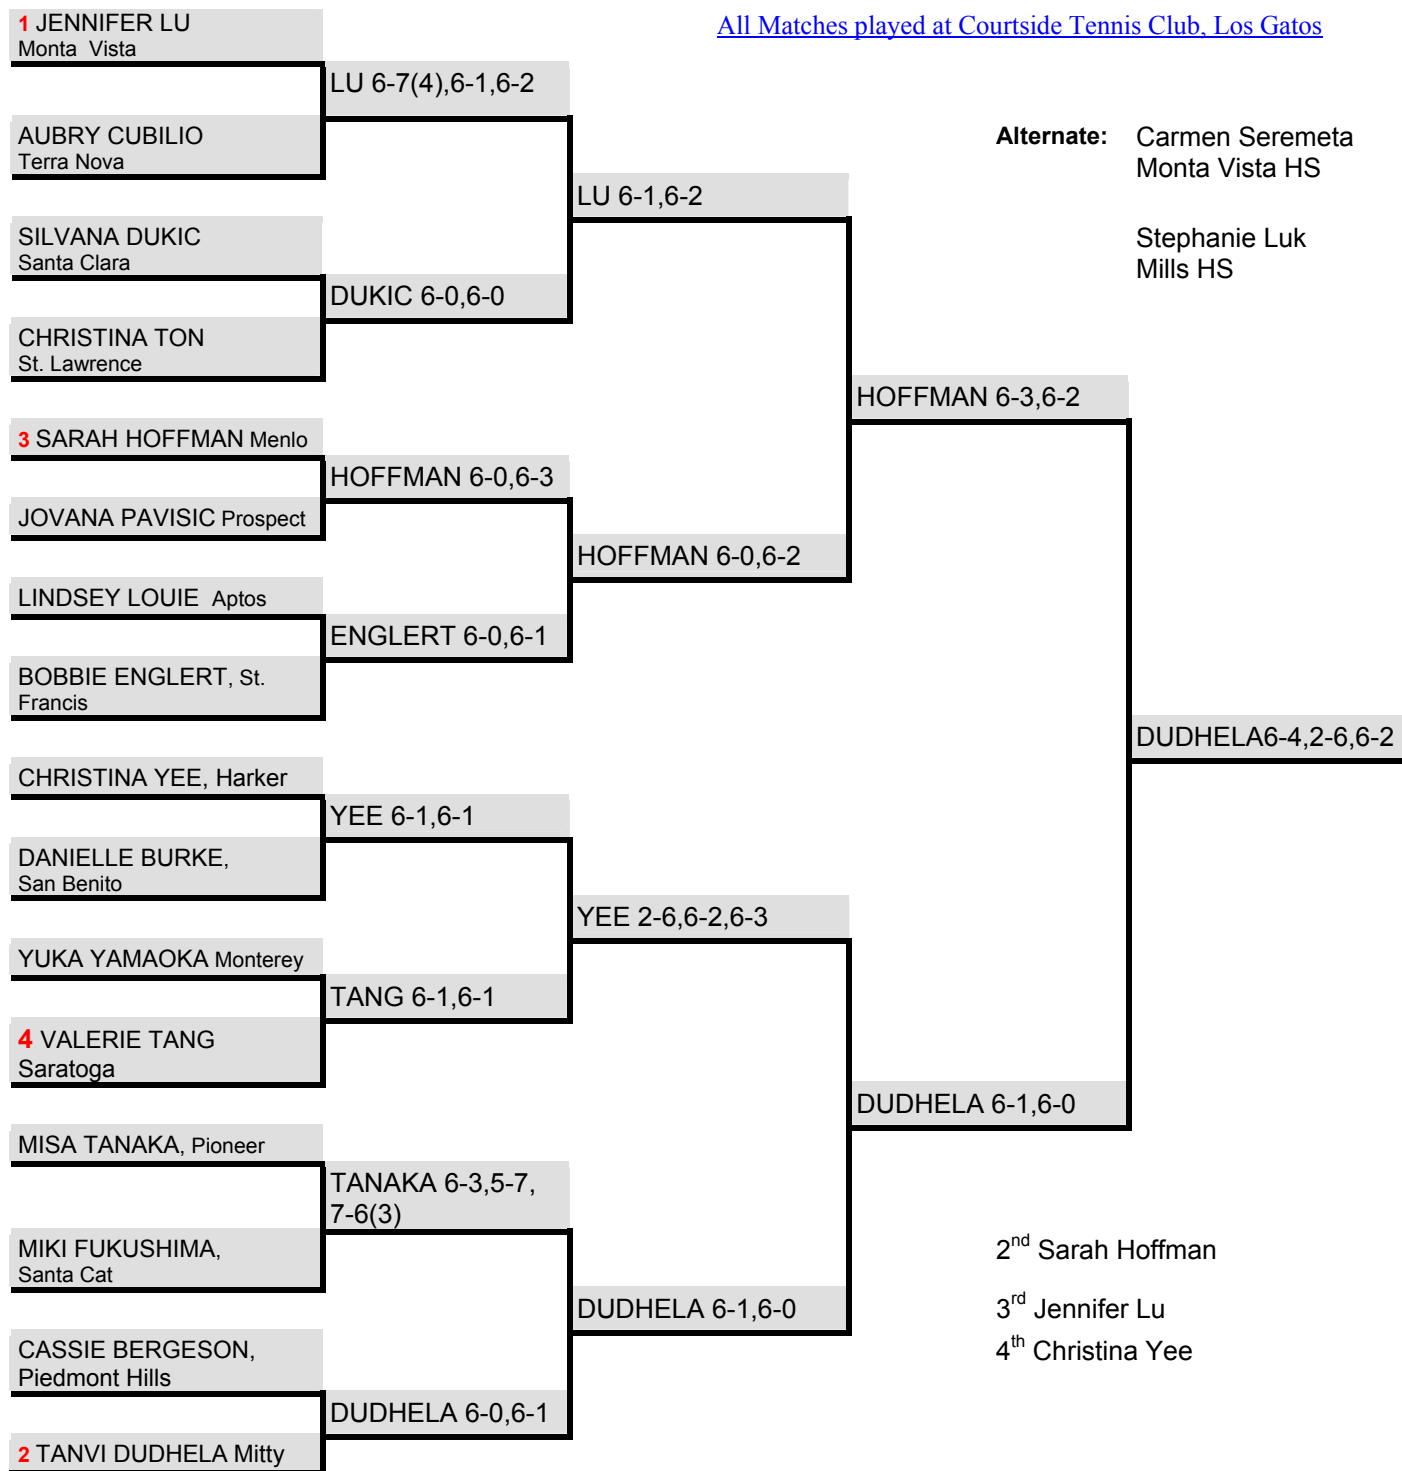 1 JENNIFER LU
Monta Vista
All Matches played at Courtside Tennis Club, Los Gatos
LU 6-7(4),6-1,6-2
AUBRY CUBILIO
Terra Nova
Alternate: Carmen Seremeta
Monta Vista HS
LU 6-1,6-2
SILVANA DUKIC
Santa Clara
Stephanie Luk
Mills HS
DUKIC 6-0,6-0
CHRISTINA TON
St. Lawrence
HOFFMAN 6-3,6-2
3 SARAH HOFFMAN Menlo
HOFFMAN 6-0,6-3
JOVANA PAVISIC Prospect
HOFFMAN 6-0,6-2
LINDSEY LOUIE Aptos
ENGLERT 6-0,6-1
BOBBIE ENGLERT, St.
Francis
DUDHELA6-4,2-6,6-2
CHRISTINA YEE, Harker
YEE 6-1,6-1
DANIELLE BURKE,
San Benito
YEE 2-6,6-2,6-3
YUKA YAMAOKA Monterey
TANG 6-1,6-1
4 VALERIE TANG
Saratoga
DUDHELA 6-1,6-0
MISA TANAKA, Pioneer
TANAKA 6-3,5-7,
7-6(3)
MIKI FUKUSHIMA,
Santa Cat
2nd Sarah Hoffman
DUDHELA 6-1,6-0
3rd Jennifer Lu
CASSIE BERGESON,
Piedmont Hills
4th Christina Yee
DUDHELA 6-0,6-1
2 TANVI DUDHELA Mitty